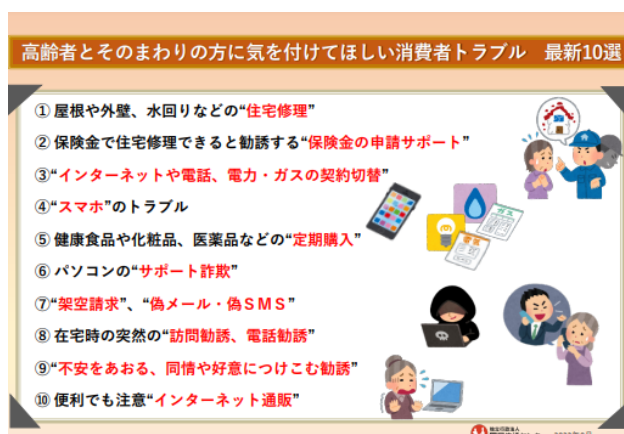 高齢者とそのまわりの方に気を付けてほしい消費者トラブル 最新10選
① 屋根や外壁、水回りなどの“住宅修理”
② 保険金で住宅修理できると勧誘する“保険金の申請サポート”
③“インターネットや電話、電力・ガスの契約切替”
④“スマホ”のトラブル
⑤ 健康食品や化粧品、医薬品などの“定期購入”
⑥ パソコンの“サポート詐欺”
⑦“架空請求”、“偽メール・偽SMS”
⑧ 在宅時の突然の“訪問勧誘、電話勧誘”
⑨“不安をあおる、同情や好意につけこむ勧誘”
⑩ 便利でも注意“インターネット通販”
ガス
電気